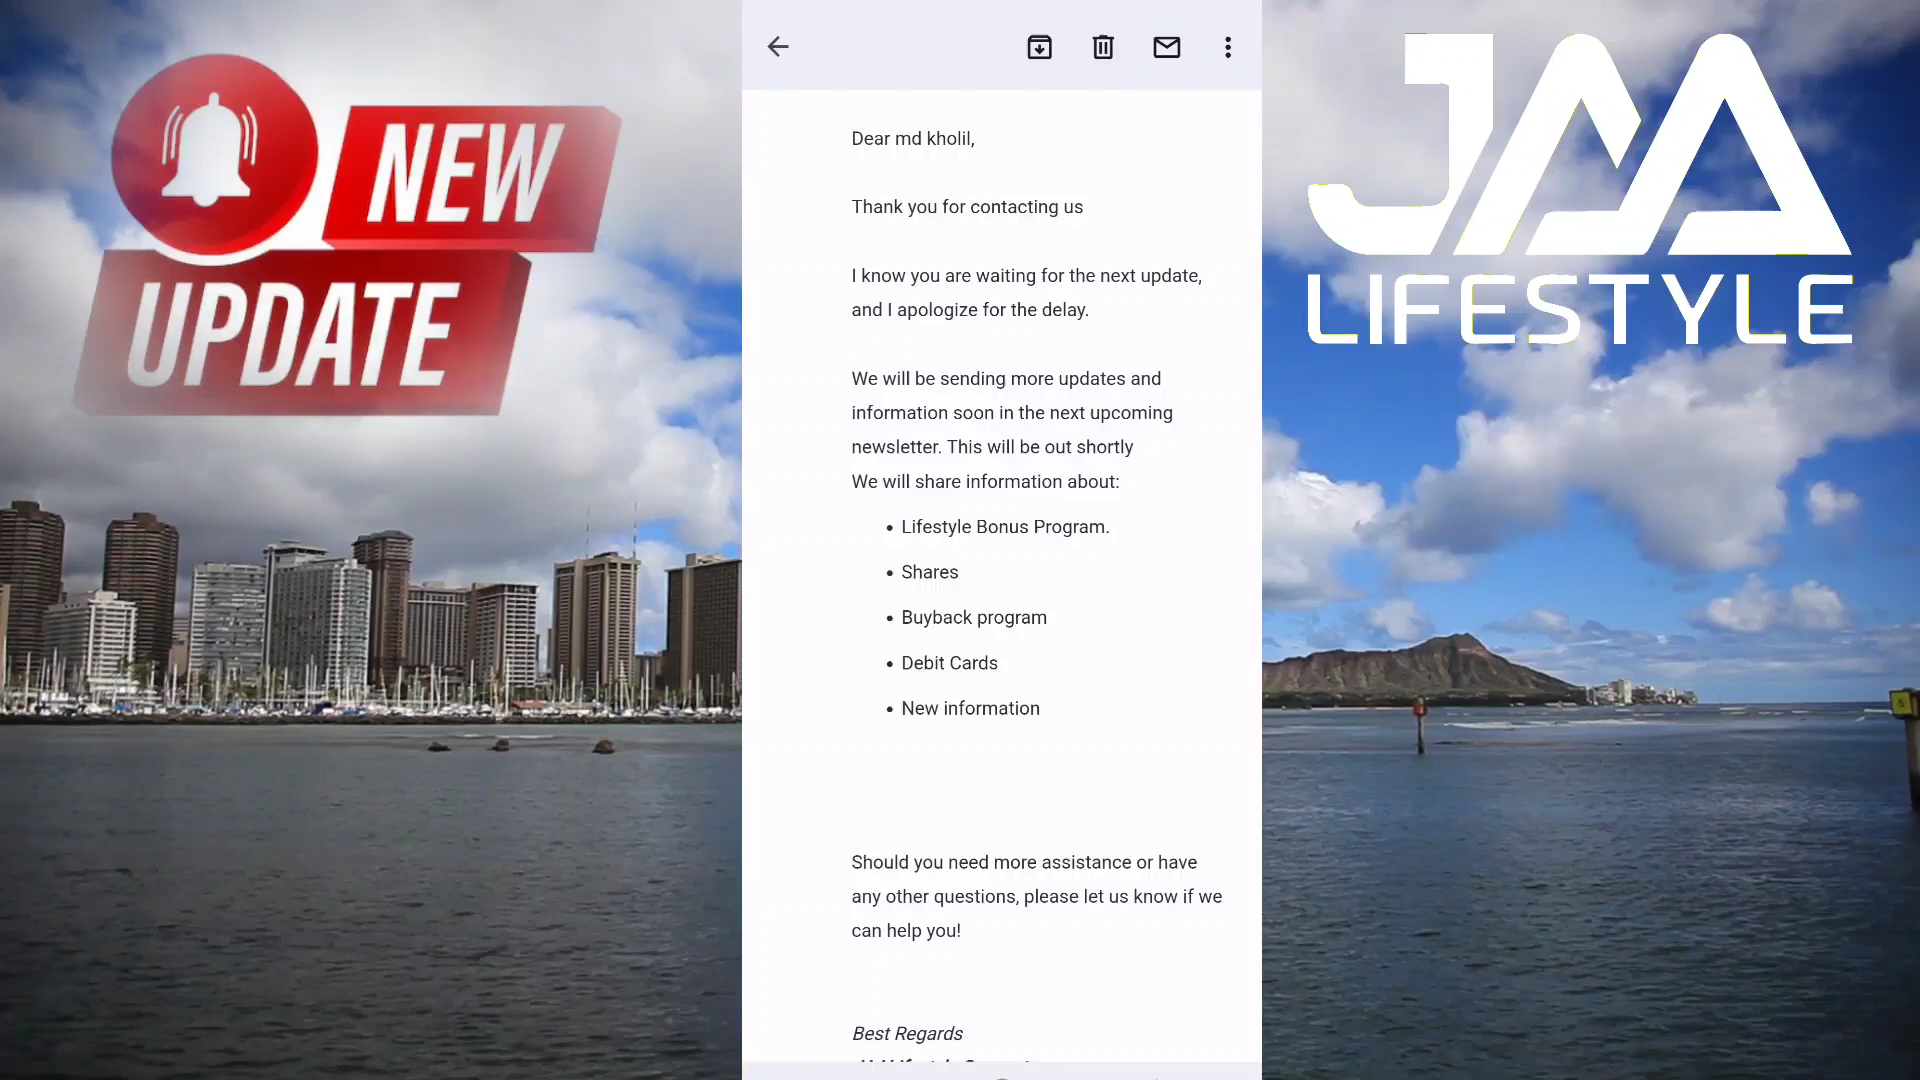 NEW
UPDATE
Dear md kholil,
Thank you for contacting us
I know you are waiting for the next update,
and I apologize for the delay.
We will be sending more updates and
information soon in the next upcoming
newsletter. This will be out shortly
We will share information about:
• Lifestyle Bonus Program.
• Shares
• Buyback program
• Debit Cards
• New information
Should you need more assistance or have
any other questions, please let us know if we
can help you!
Best Regards
JAA
LIFESTYLE